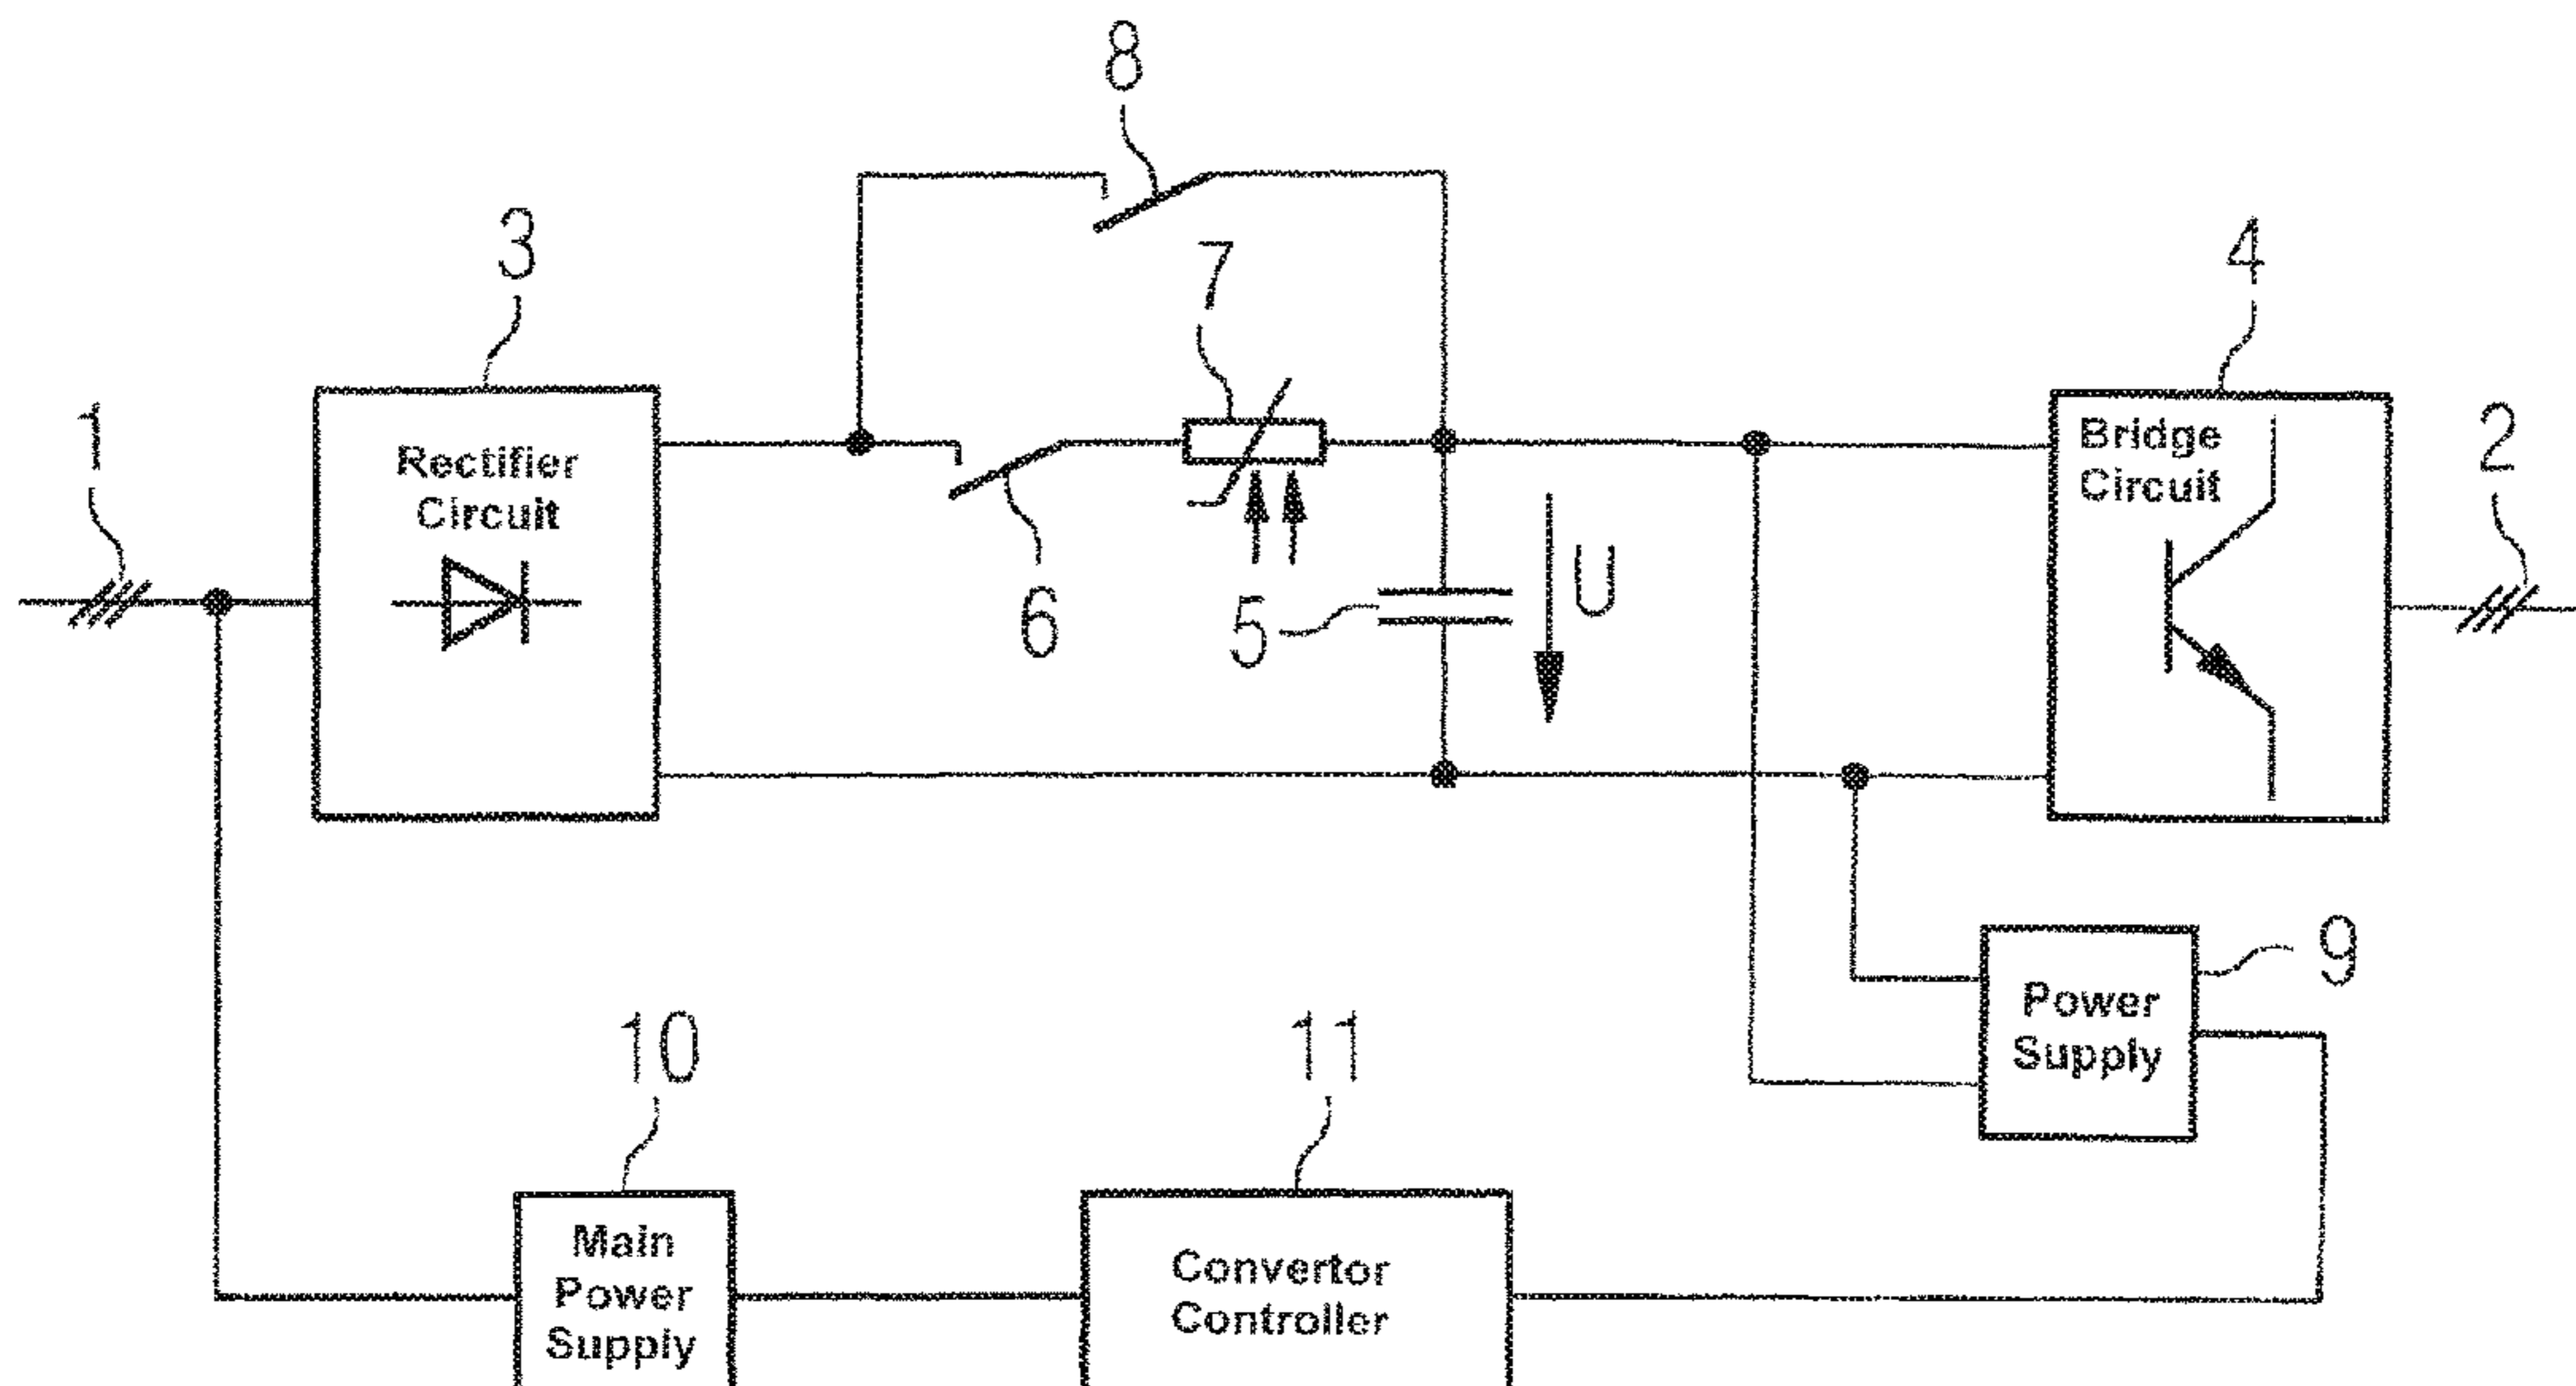 8
3
7
4
1
Rectifier
Circuit
Bridge
Circuit
2
6
5
U
9
Power
Supply
10
11
Main
Power
Supply
Convertor
Controller